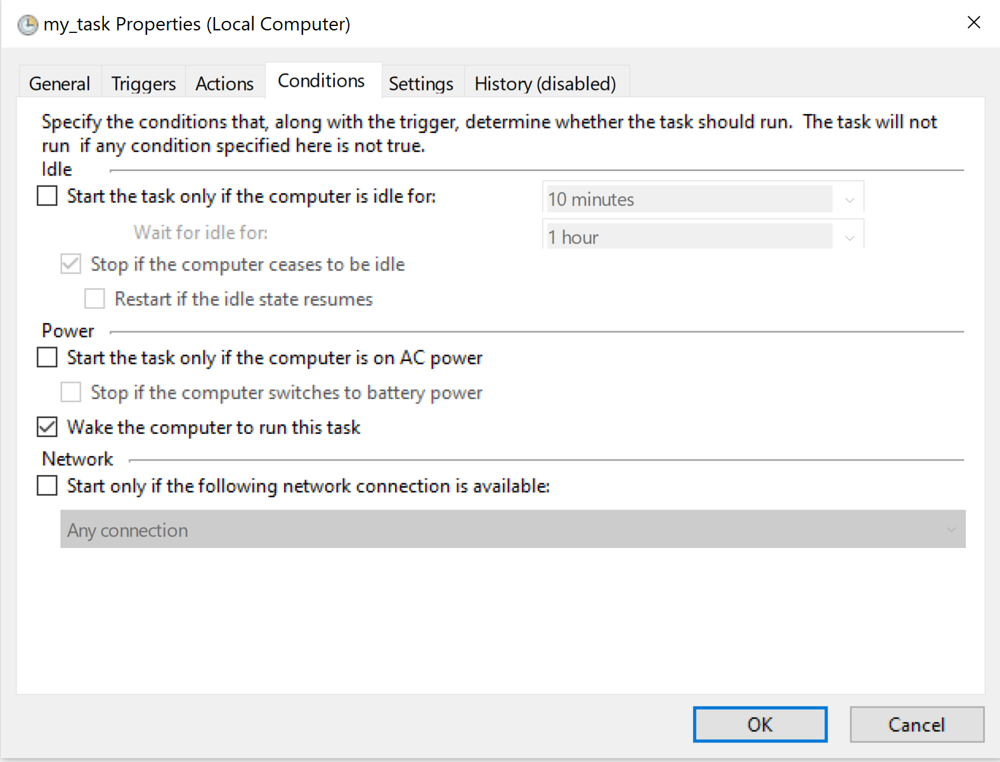 my_task Properties (Local Computer)
General Triggers Actions Conditions Settings History (disabled)
Specify the conditions that, along with the trigger, determine whether the task should run.  The task will not
run  if any condition specified here is not true.
Idle
Start the task only if the computer is idle for: 10 minutes
Wait for idle for: 1 hour
Stop if the computer ceases to be idle
Restart if the idle state resumes
Power
Start the task only if the computer is on AC power
Stop if the computer switches to battery power
Wake the computer to run this task
Network
Start only if the following network connection is available:
Any connection
OK Cancel